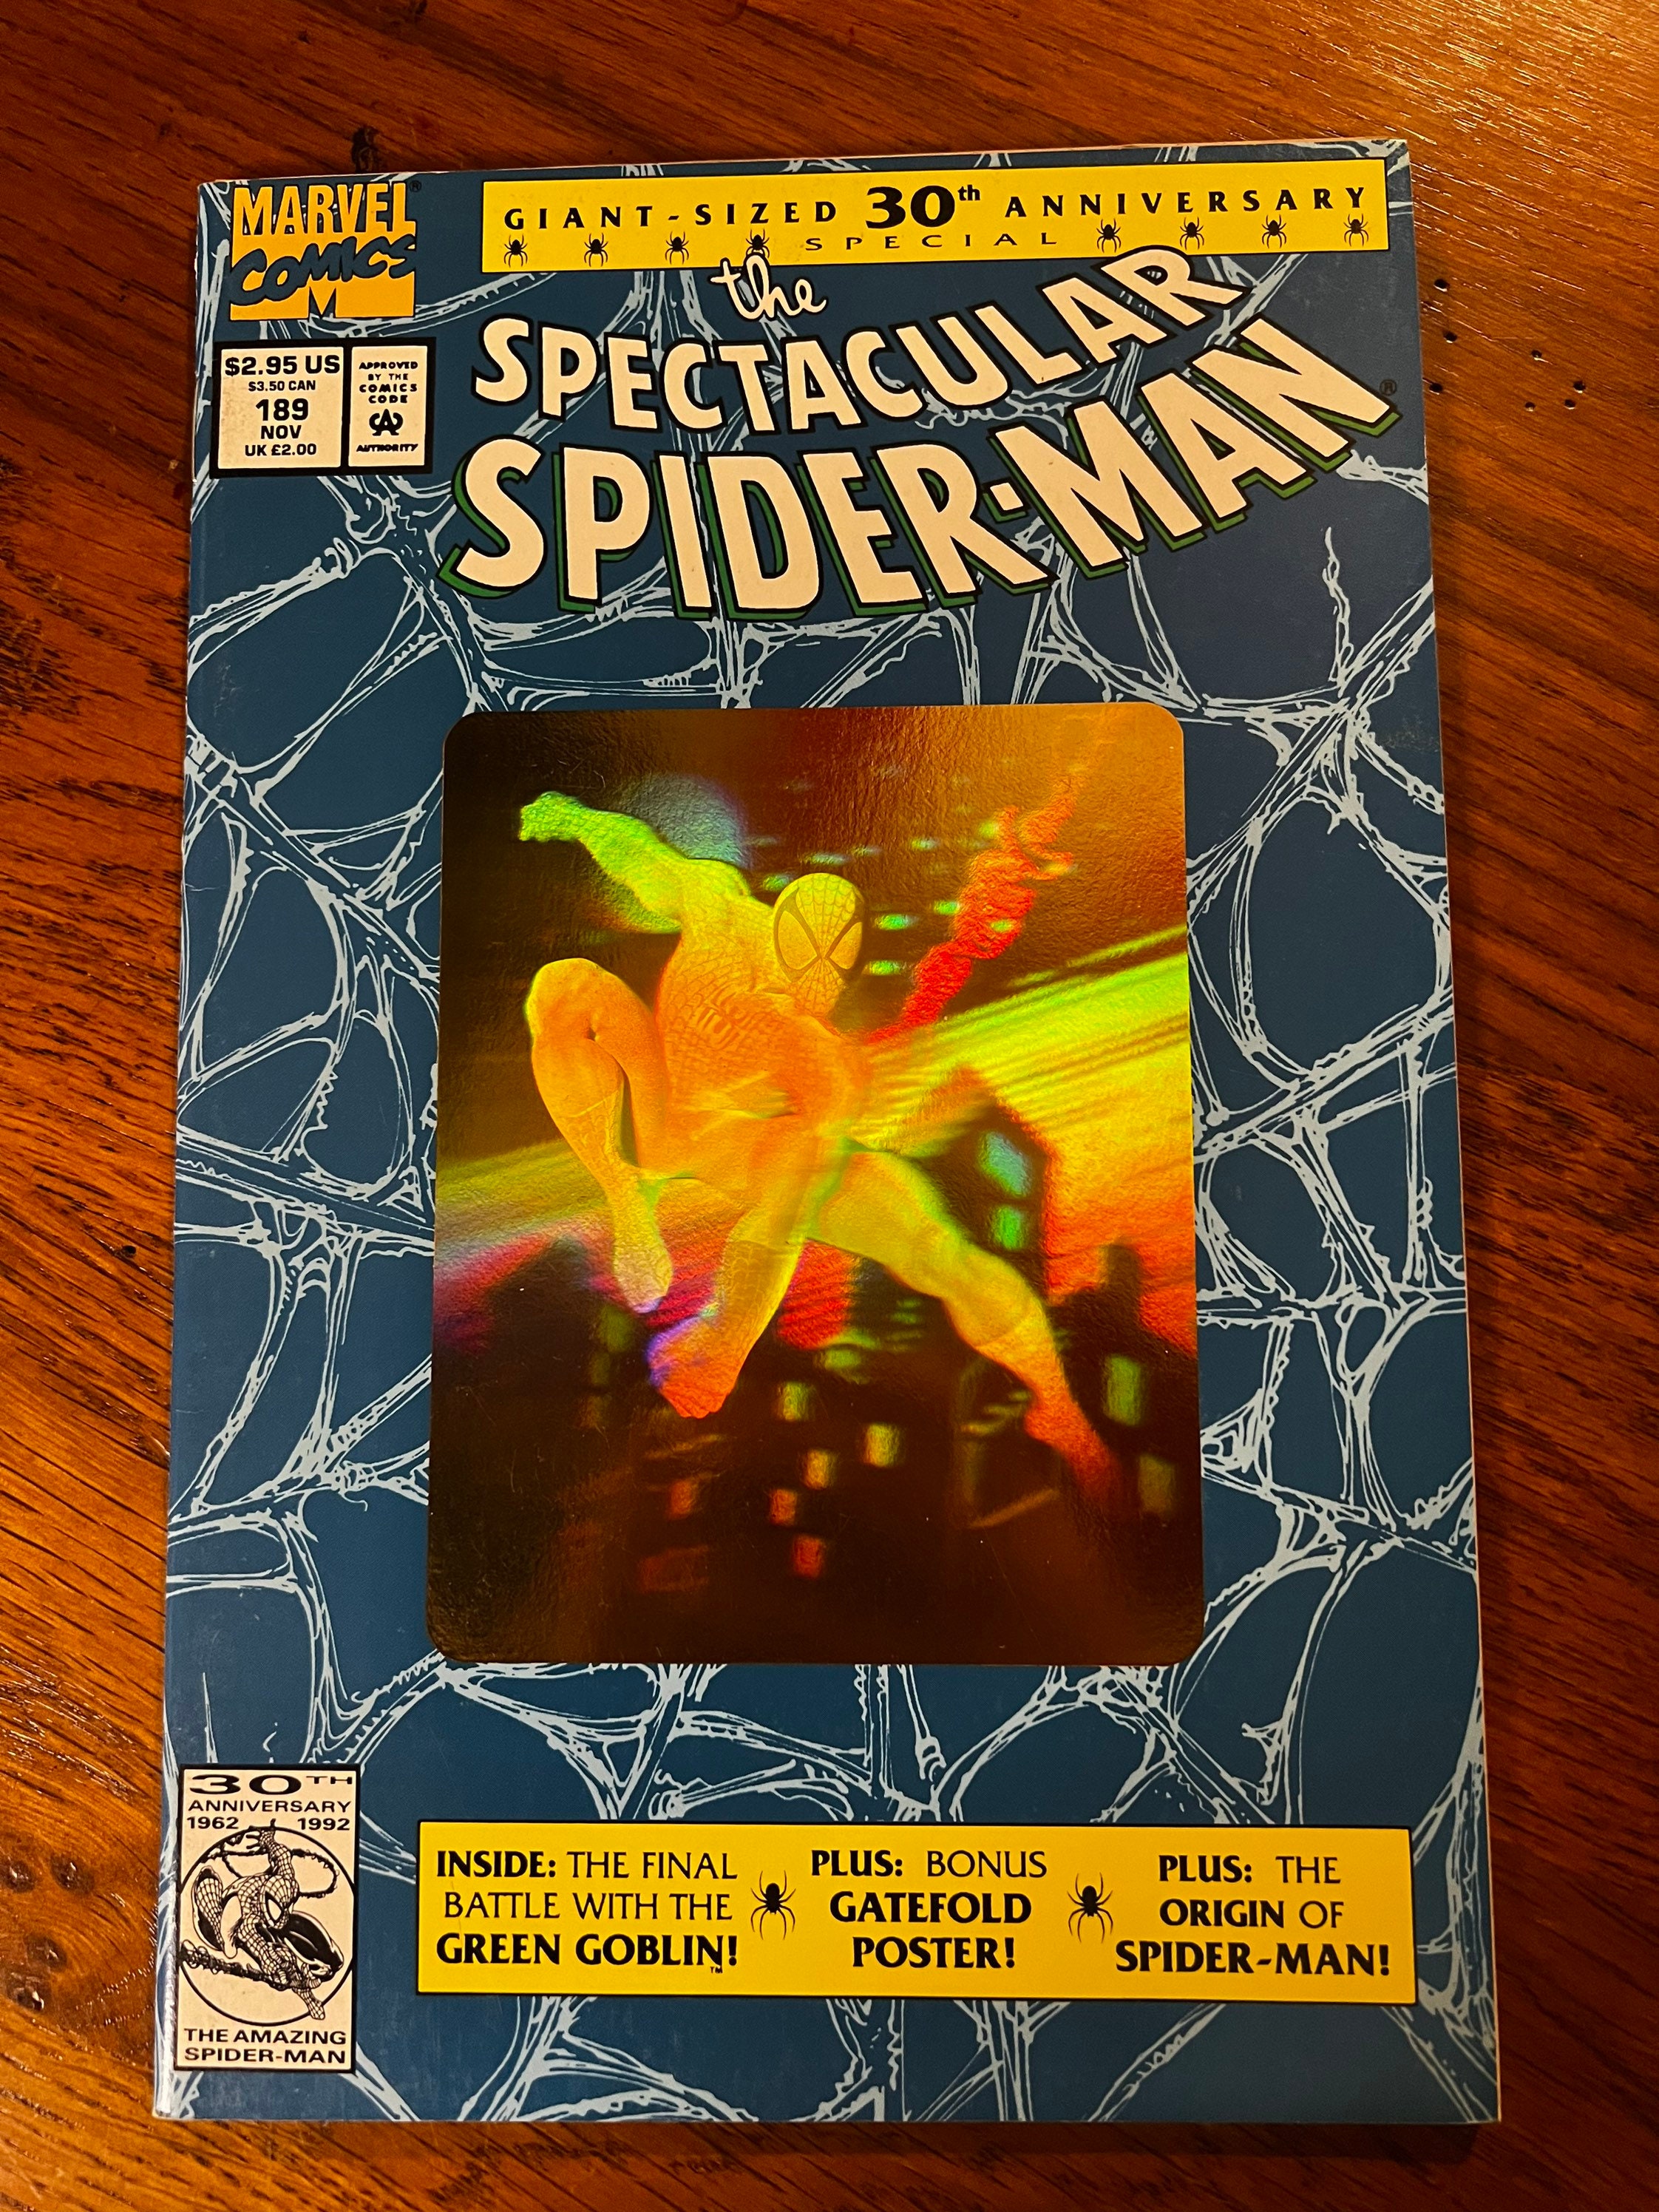 MARVEL®
COMICS
M
GIANT-SIZED 30th ANNIVERSARY
SPECIAL
$2.95 US
$3.50 CAN
189
NOV
UK £2.00
APPROVED
BY THE
COMICS
CODE
CA
AUTHORITY
the
SPECTACULAR
SPIDER-MAN®
30TH
ANNIVERSARY
1962 1992
THE AMAZING
SPIDER-MAN
INSIDE: THE FINAL
BATTLE WITH THE
GREEN GOBLIN!™
PLUS: BONUS
GATEFOLD
POSTER!
PLUS: THE
ORIGIN OF
SPIDER-MAN!